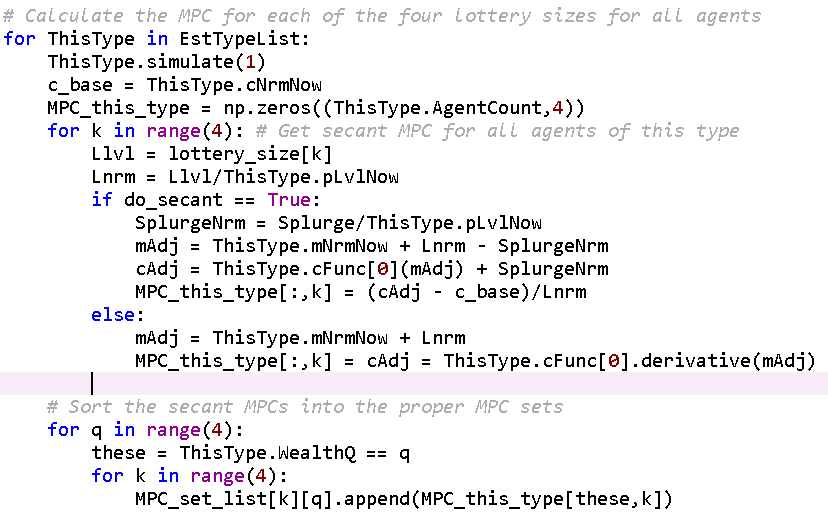 # Calculate the MPC for each of the four lottery sizes for all agents
for ThisType in EstTypeList:
    ThisType.simulate(1)
    c_base = ThisType.cNrmNow
    MPC_this_type = np.zeros((ThisType.AgentCount,4))
    for k in range(4): # Get secant MPC for all agents of this type
        Llvl = lottery_size[k]
        Lnrm = Llvl/ThisType.pLvlNow
        if do_secant == True:
            SplurgeNrm = Splurge/ThisType.pLvlNow
            mAdj = ThisType.mNrmNow + Lnrm - SplurgeNrm
            cAdj = ThisType.cFunc[0](mAdj) + SplurgeNrm
            MPC_this_type[:,k] = (cAdj - c_base)/Lnrm
        else:
            mAdj = ThisType.mNrmNow + Lnrm
            MPC_this_type[:,k] = cAdj = ThisType.cFunc[0].derivative(mAdj)
    # Sort the secant MPCs into the proper MPC sets
    for q in range(4):
        these = ThisType.WealthQ == q
        for k in range(4):
            MPC_set_list[k][q].append(MPC_this_type[these,k])